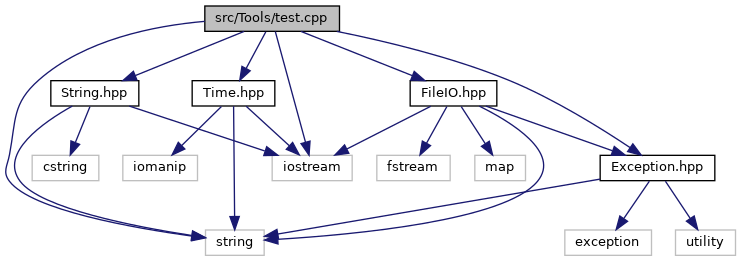 src/Tools/test.cpp
String.hpp
Time.hpp
FileIO.hpp
cstring
iomanip
iostream
fstream
map
Exception.hpp
string
exception
utility